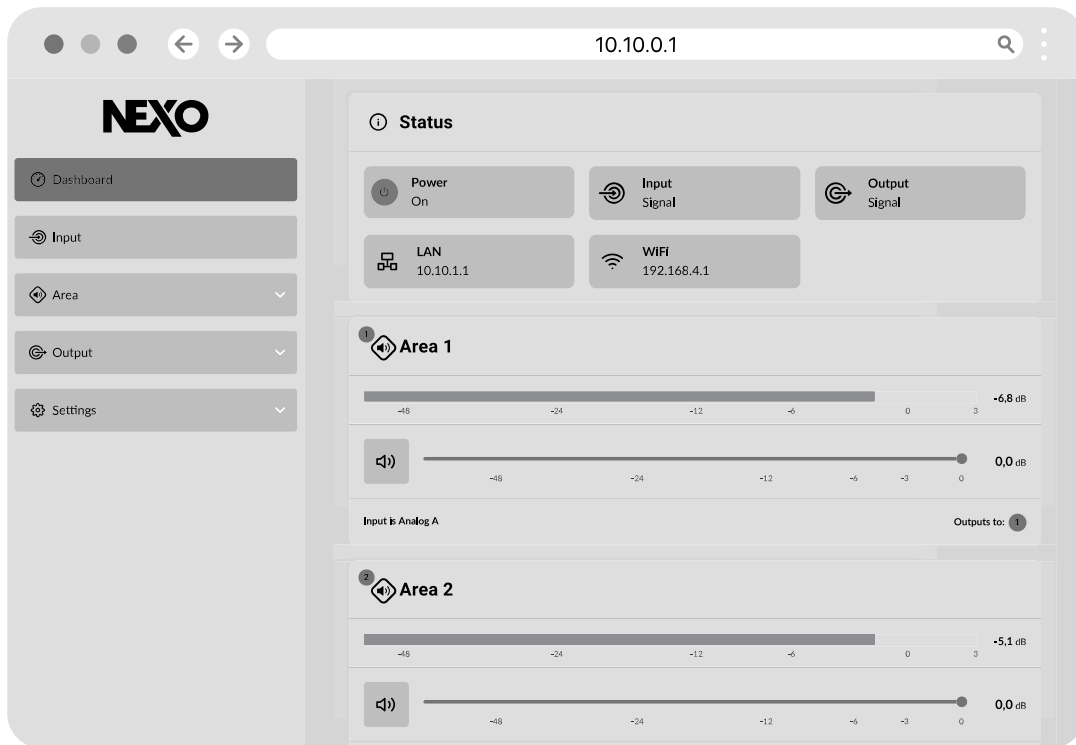 10.10.0.1
NEXO
Dashboard
Input
Area
Output
Settings
Status
Power
On
Input
Signal
Output
Signal
LAN
10.10.1.1
WiFi
192.168.4.1
1
Area 1
-6,8 dB
-48 -24 -12 -6 0 3
0,0 dB
-48 -24 -12 -6 -3 0
Input is Analog A
Outputs to: 1
2
Area 2
-5,1 dB
-48 -24 -12 -6 0 3
0,0 dB
-48 -24 -12 -6 -3 0